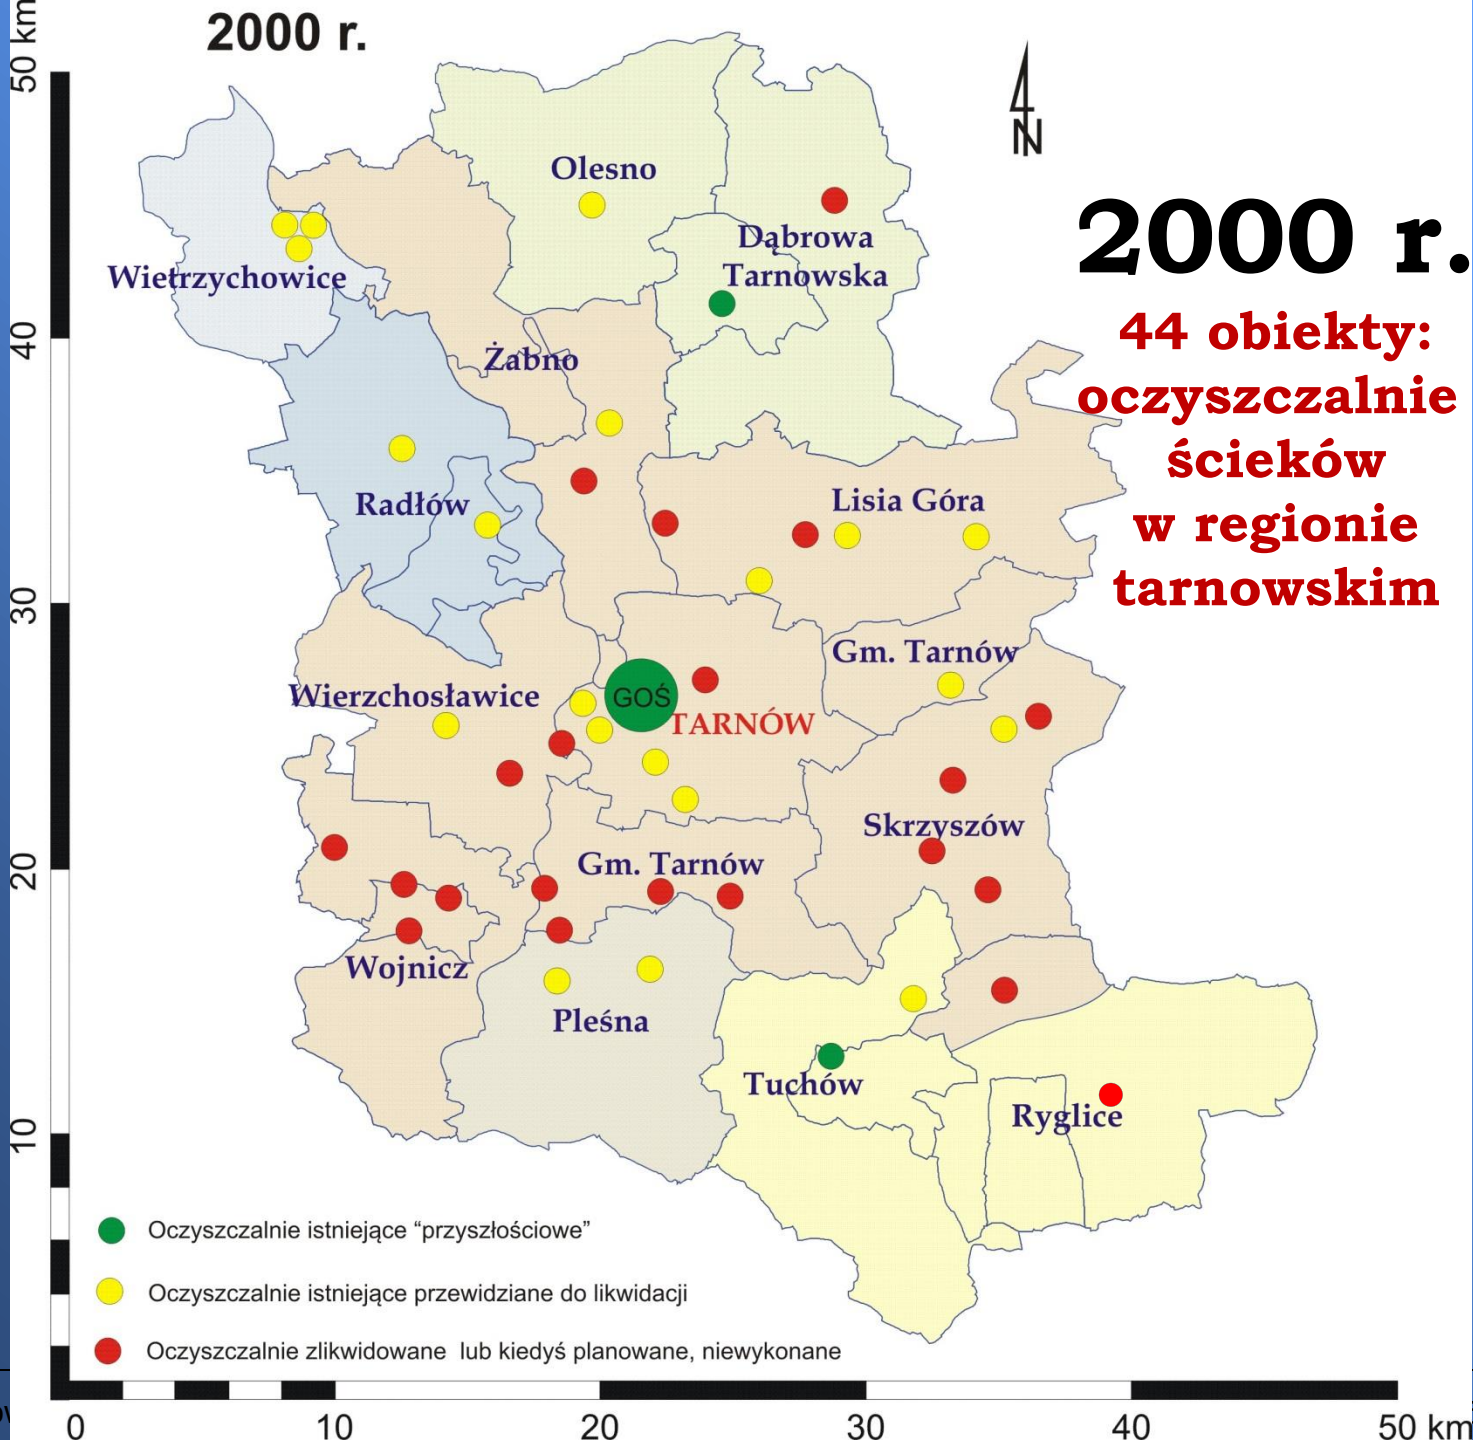 2000 r.
50 km
40
30
20
10
N
Olesno
Dąbrowa
Tarnowska
Wietrzychowice
Żabno
Radłów
Lisia Góra
Gm. Tarnów
Wierzchosławice
GOŚ
TARNÓW
Skrzyszów
Gm. Tarnów
Wojnicz
Pleśna
Tuchów
Ryglice
2000 r.
44 obiekty:
oczyszczalnie
ścieków
w regionie
tarnowskim
Oczyszczalnie istniejące “przyszłościowe”
Oczyszczalnie istniejące przewidziane do likwidacji
Oczyszczalnie zlikwidowane lub kiedyś planowane, niewykonane
0 10 20 30 40 50 km